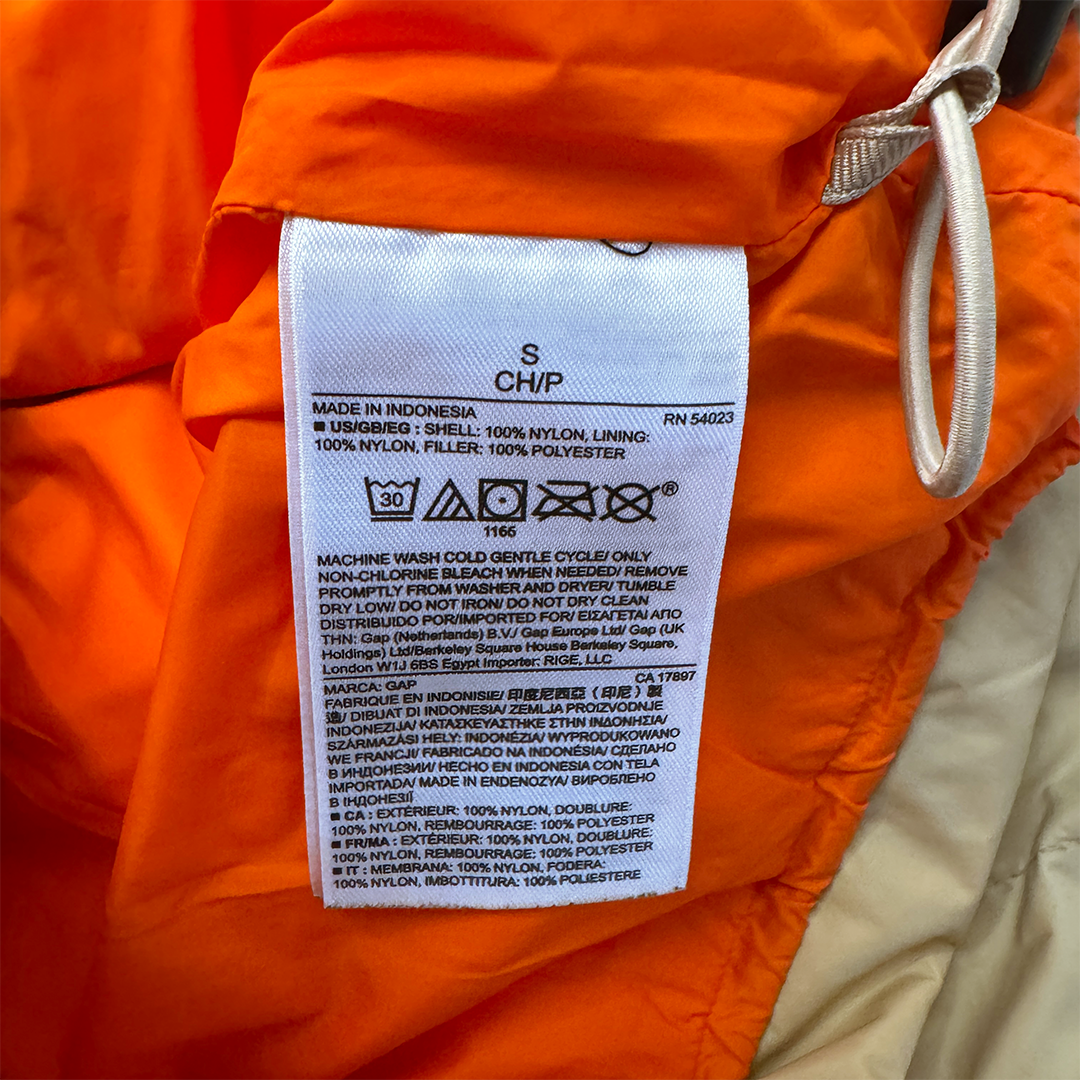 S
CH/P
MADE IN INDONESIA
RN 54023
■ US/GB/EG : SHELL: 100% NYLON, LINING:
100% NYLON, FILLER: 100% POLYESTER
30
®
1166
MACHINE WASH COLD GENTLE CYCLE/ ONLY
NON-CHLORINE BLEACH WHEN NEEDED/ REMOVE
PROMPTLY FROM WASHER AND DRYER/ TUMBLE
DRY LOW/ DO NOT IRON/ DO NOT DRY CLEAN
DISTRIBUIDO POR/IMPORTED FOR/ ΕΙΣΑΓΕΤΑΙ ΑΠΟ
ΤΗΝ: Gap (Netherlands) B.V./ Gap Europe Ltd/ Gap (UK
Holdings) Ltd/Berkeley Square House Berkeley Square,
London W1J 6BS Egypt Importer: RIGE, LLC
CA 17897
MARCA: GAP
FABRIQUE EN INDONISIE/ 印度尼西亞 ( 印尼 ) 製
造/ DIBUAT DI INDONESIA/ ZEMLJA PROIZVODNJE
INDONEZIJA/ ΚΑΤΑΣΚΕΥΑΣΤΗΚΕ ΣΤΗΝ ΙΝΔΟΝΗΣΙΑ/
SZÁRMAZÁSI HELY: INDONÉZIA/ WYPRODUKOWANO
WE FRANCJI/ FABRICADO NA INDONÉSIA/ СДЕЛАНО
В ИНДОНЕЗИИ/ HECHO EN INDONESIA CON TELA
IMPORTADA/ MADE IN ENDENOZYA/ ВИРОБЛЕНО
В ІНДОНЕЗІЇ
■ CA : EXTÉRIEUR: 100% NYLON, DOUBLURE:
100% NYLON, REMBOURRAGE: 100% POLYESTER
■ FR/MA : EXTÉRIEUR: 100% NYLON, DOUBLURE:
100% NYLON, REMBOURRAGE: 100% POLYESTER
■ IT : MEMBRANA: 100% NYLON, FODERA:
100% NYLON, IMBOTTITURA: 100% POLIESTERE